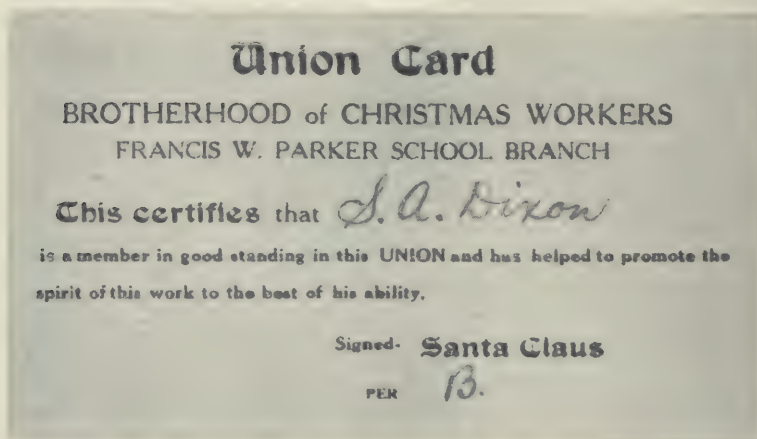 Union Card
BROTHERHOOD of CHRISTMAS WORKERS
FRANCIS W. PARKER SCHOOL BRANCH
This certifies that S. A. Dixon
is a member in good standing in this UNION and has helped to promote the
spirit of this work to the best of his ability.
Signed- Santa Claus
PER B.